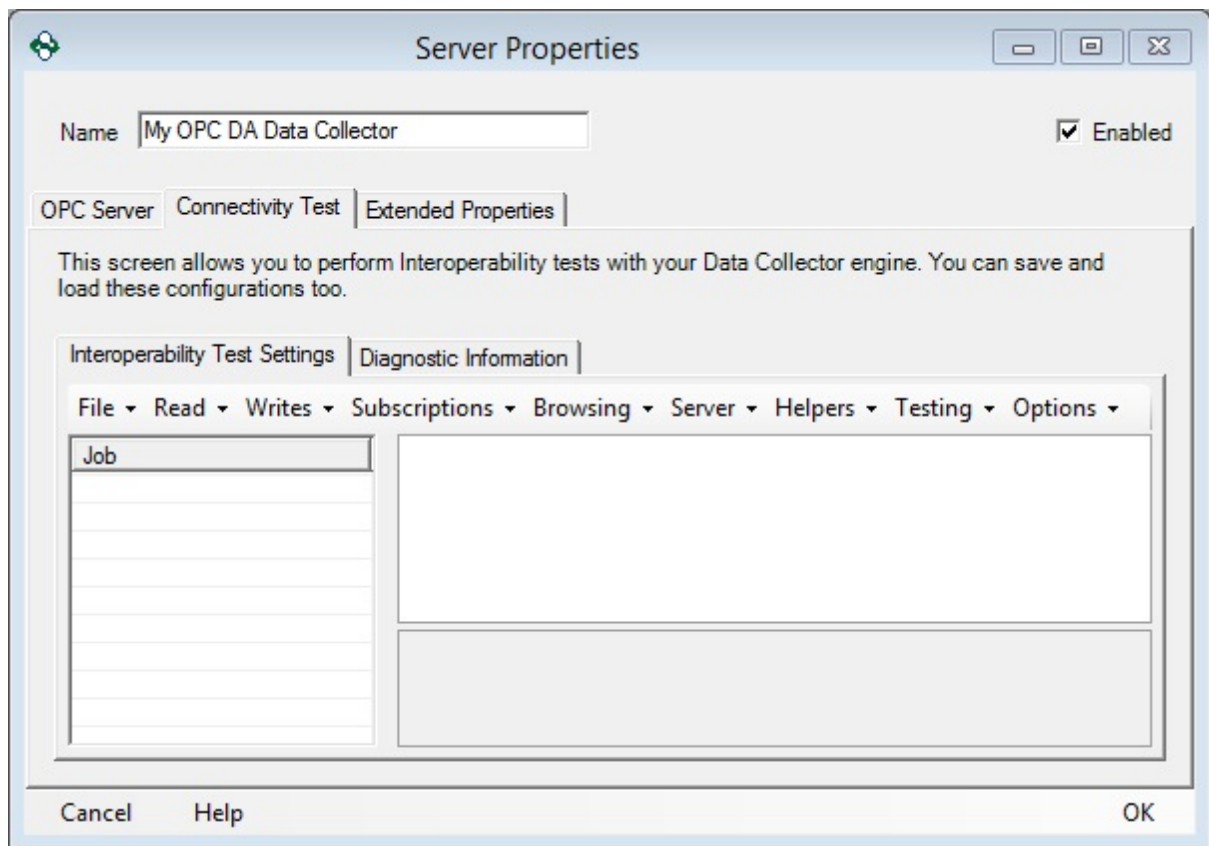 Server Properties
Name My OPC DA Data Collector Enabled
OPC Server Connectivity Test Extended Properties
This screen allows you to perform Interoperability tests with your Data Collector engine. You can save and
load these configurations too.
Interoperability Test Settings Diagnostic Information
File Read Writes Subscriptions Browsing Server Helpers Testing Options
Job
Cancel Help OK